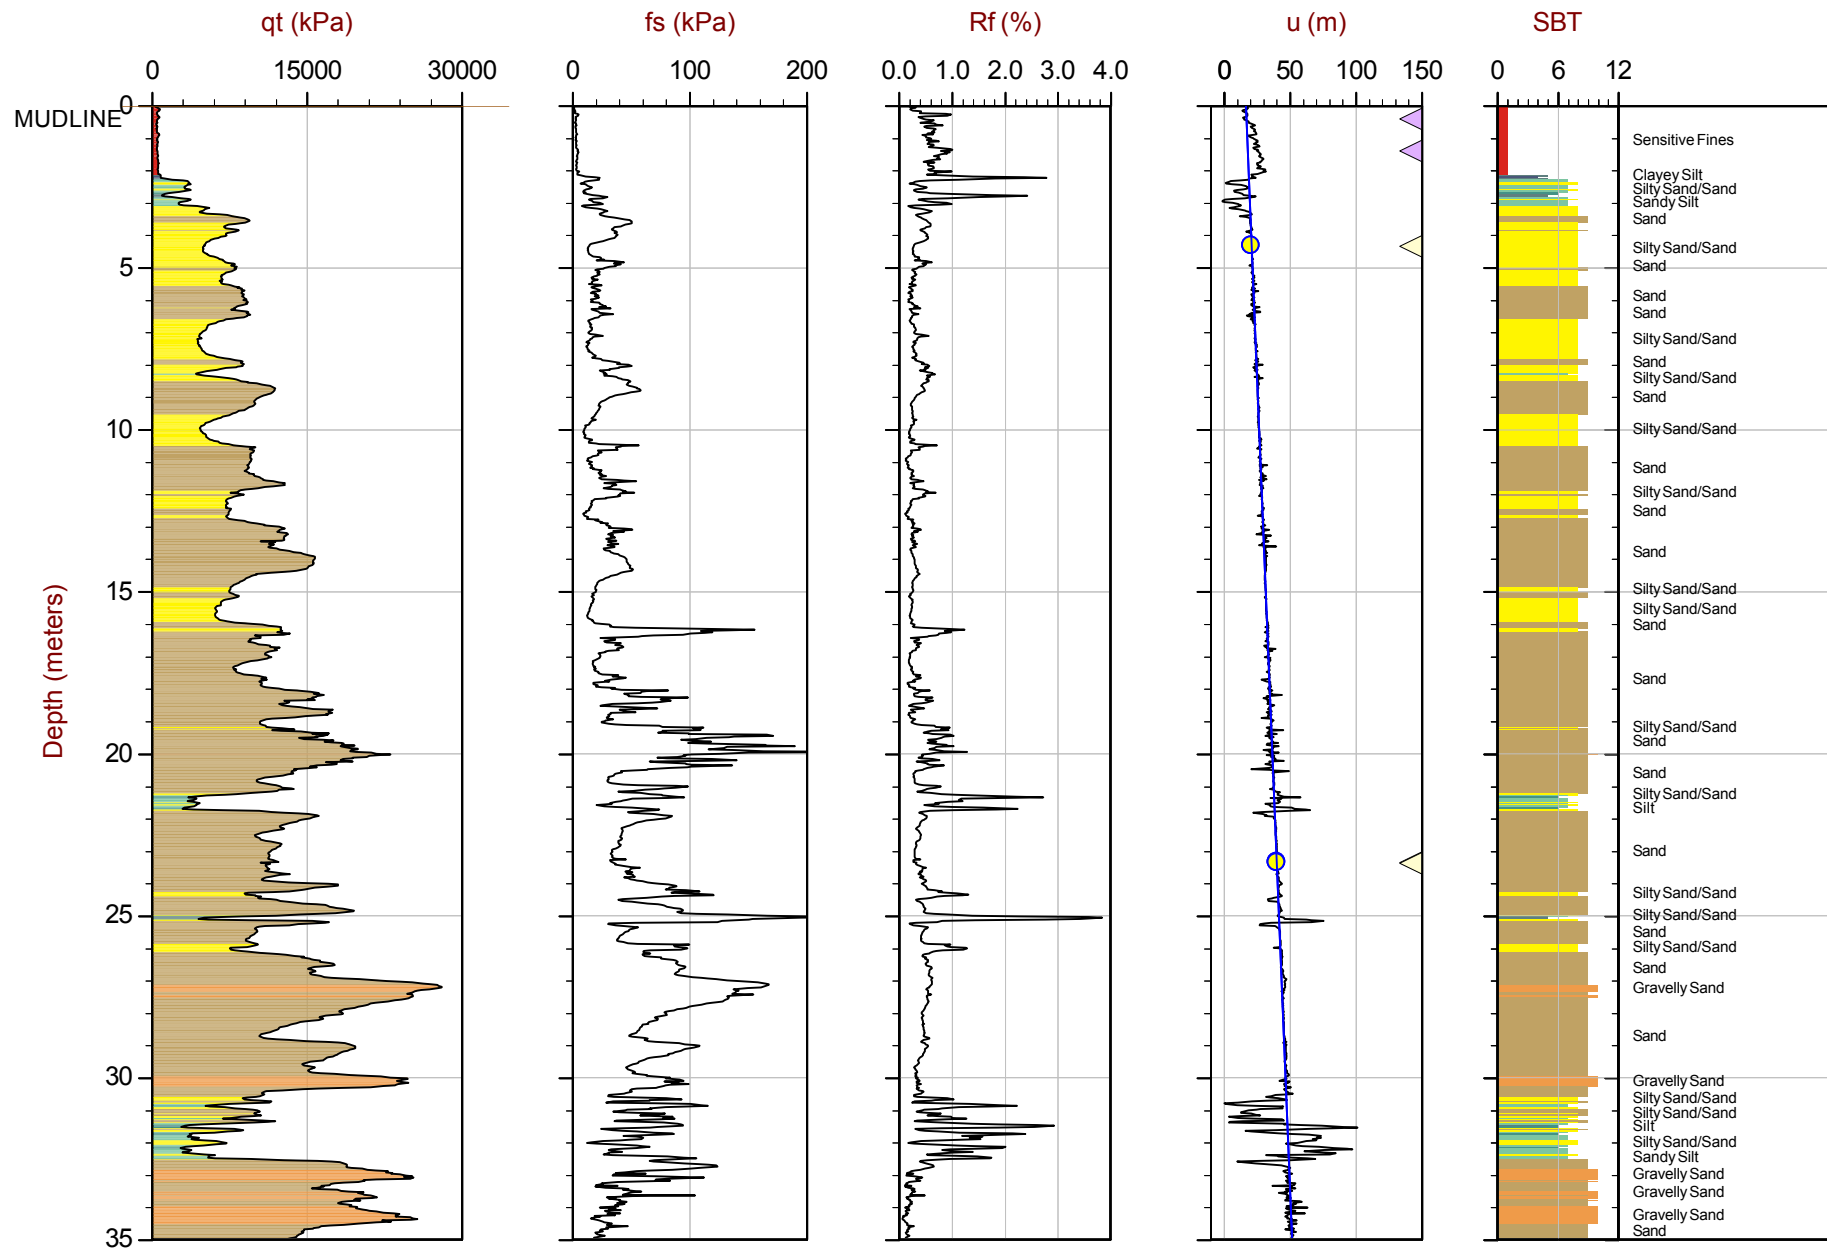 qt (kPa) fs (kPa) Rf (%) u (m) SBT
0 15000 30000 0 100 200 0.0 1.0 2.0 3.0 4.0 0 50 100 150 0 6 12
0
MUDLINE
Sensitive Fines
Clayey Silt
Silty Sand/Sand
Sandy Silt
Sand
Silty Sand/Sand
5 Sand
Sand
Sand
Silty Sand/Sand
Sand
Silty Sand/Sand
Sand
10 Silty Sand/Sand
Sand
Silty Sand/Sand
Sand
Sand
15 Silty Sand/Sand
Silty Sand/Sand
Sand
Depth (meters)
Sand
Silty Sand/Sand
Sand
20
Sand
Silty Sand/Sand
Silt
Sand
Silty Sand/Sand
25 Silty Sand/Sand
Sand
Silty Sand/Sand
Sand
Gravelly Sand
Sand
30 Gravelly Sand
Silty Sand/Sand
Silty Sand/Sand
Silt
Silty Sand/Sand
Sandy Silt
Gravelly Sand
Gravelly Sand
Gravelly Sand
Sand
35